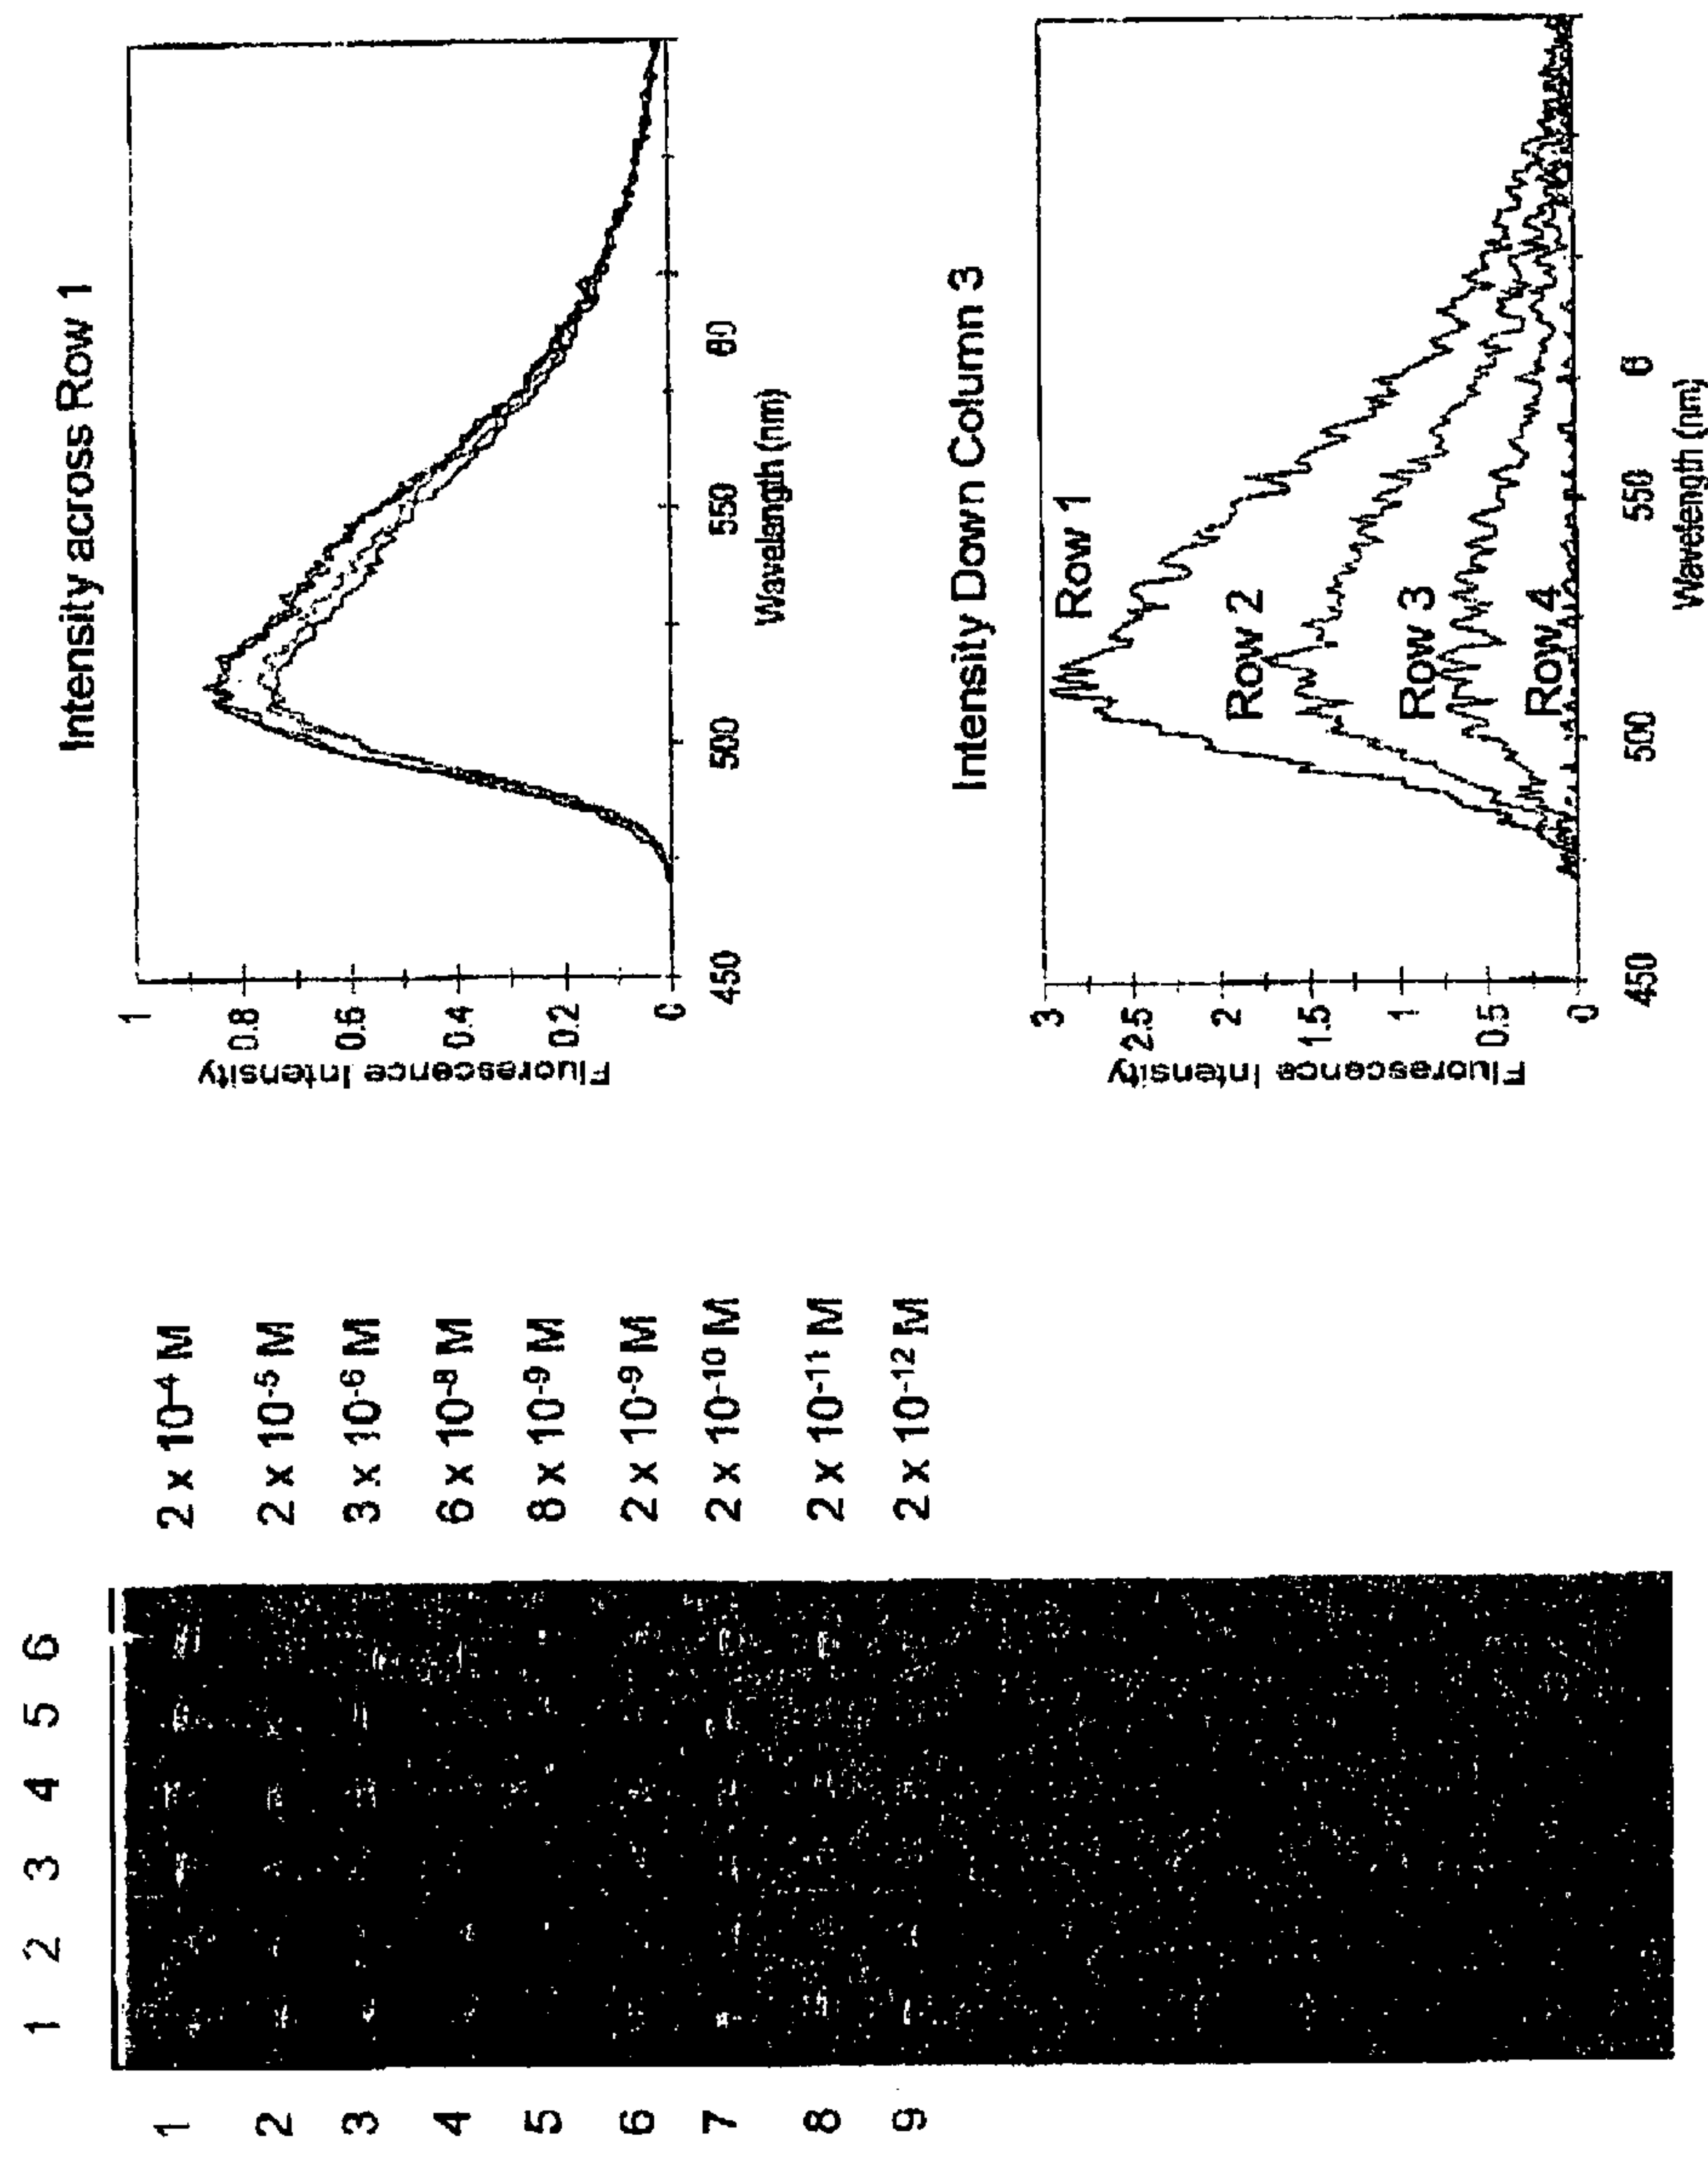 1 2 3 4 5 6
1 2 x 10⁻⁴ M
2 2 x 10⁻⁵ M
3 3 x 10⁻⁶ M
4 6 x 10⁻⁸ M
5 8 x 10⁻⁹ M
6 2 x 10⁻⁹ M
7 2 x 10⁻¹⁰ M
8 2 x 10⁻¹¹ M
9 2 x 10⁻¹² M
Intensity across Row 1
Fluorescence Intensity
1
0.8
0.6
0.4
0.2
0
450 500 550 60
Wavelength (nm)
Intensity Down Column 3
Fluorescence Intensity
3
2.5
2
1.5
1
0.5
0
Row 1
Row 2
Row 3
Row 4
450 500 550 6
Wavelength (nm)